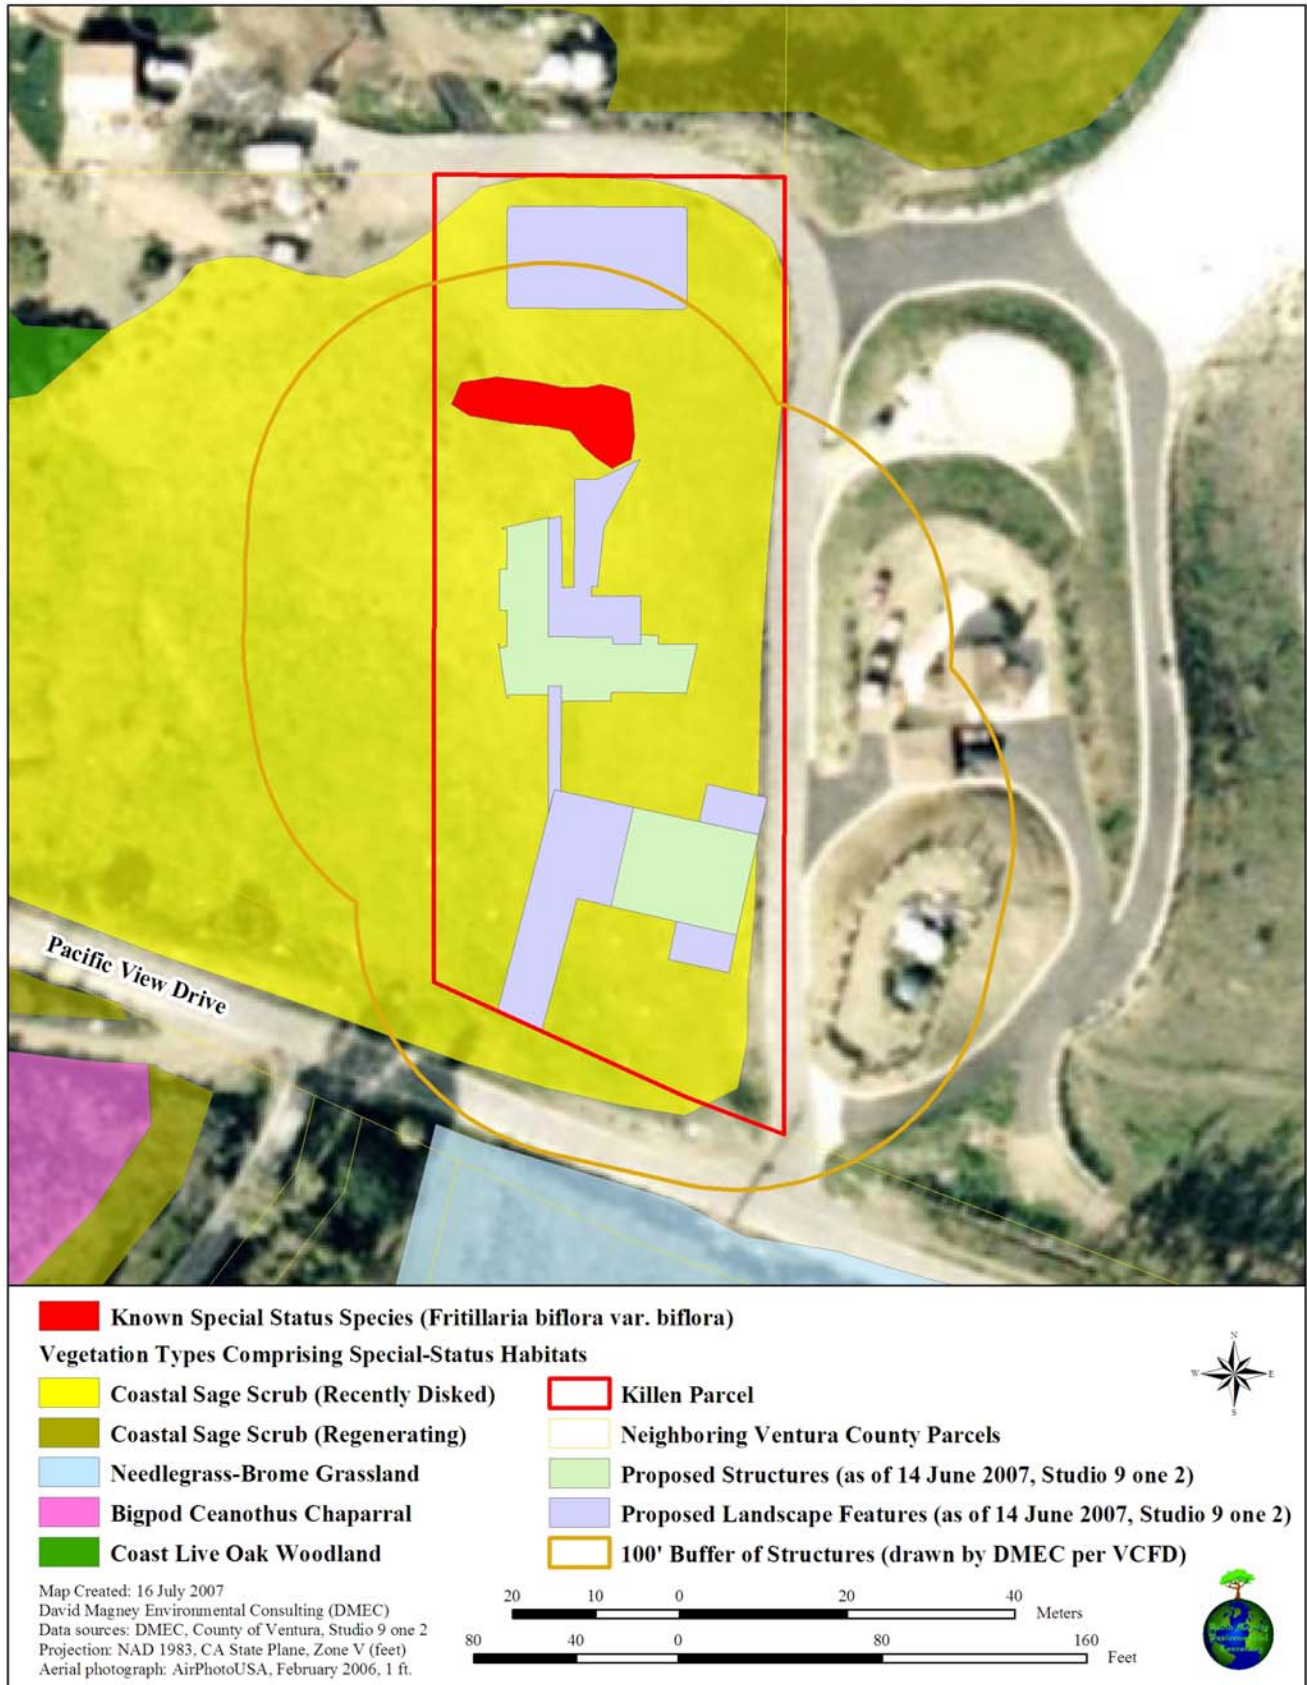 Pacific View Drive
Known Special Status Species (Fritillaria biflora var. biflora)
Vegetation Types Comprising Special-Status Habitats
Coastal Sage Scrub (Recently Disked)
Coastal Sage Scrub (Regenerating)
Needlegrass-Brome Grassland
Bigpod Ceanothus Chaparral
Coast Live Oak Woodland
Killen Parcel
Neighboring Ventura County Parcels
Proposed Structures (as of 14 June 2007, Studio 9 one 2)
Proposed Landscape Features (as of 14 June 2007, Studio 9 one 2)
100' Buffer of Structures (drawn by DMEC per VCFD)
N
W E
S
Map Created: 16 July 2007
David Magney Environmental Consulting (DMEC)
Data sources: DMEC, County of Ventura, Studio 9 one 2
Projection: NAD 1983, CA State Plane, Zone V (feet)
Aerial photograph: AirPhotoUSA, February 2006, 1 ft.
20 10 0 20 40
Meters
80 40 0 80 160
Feet